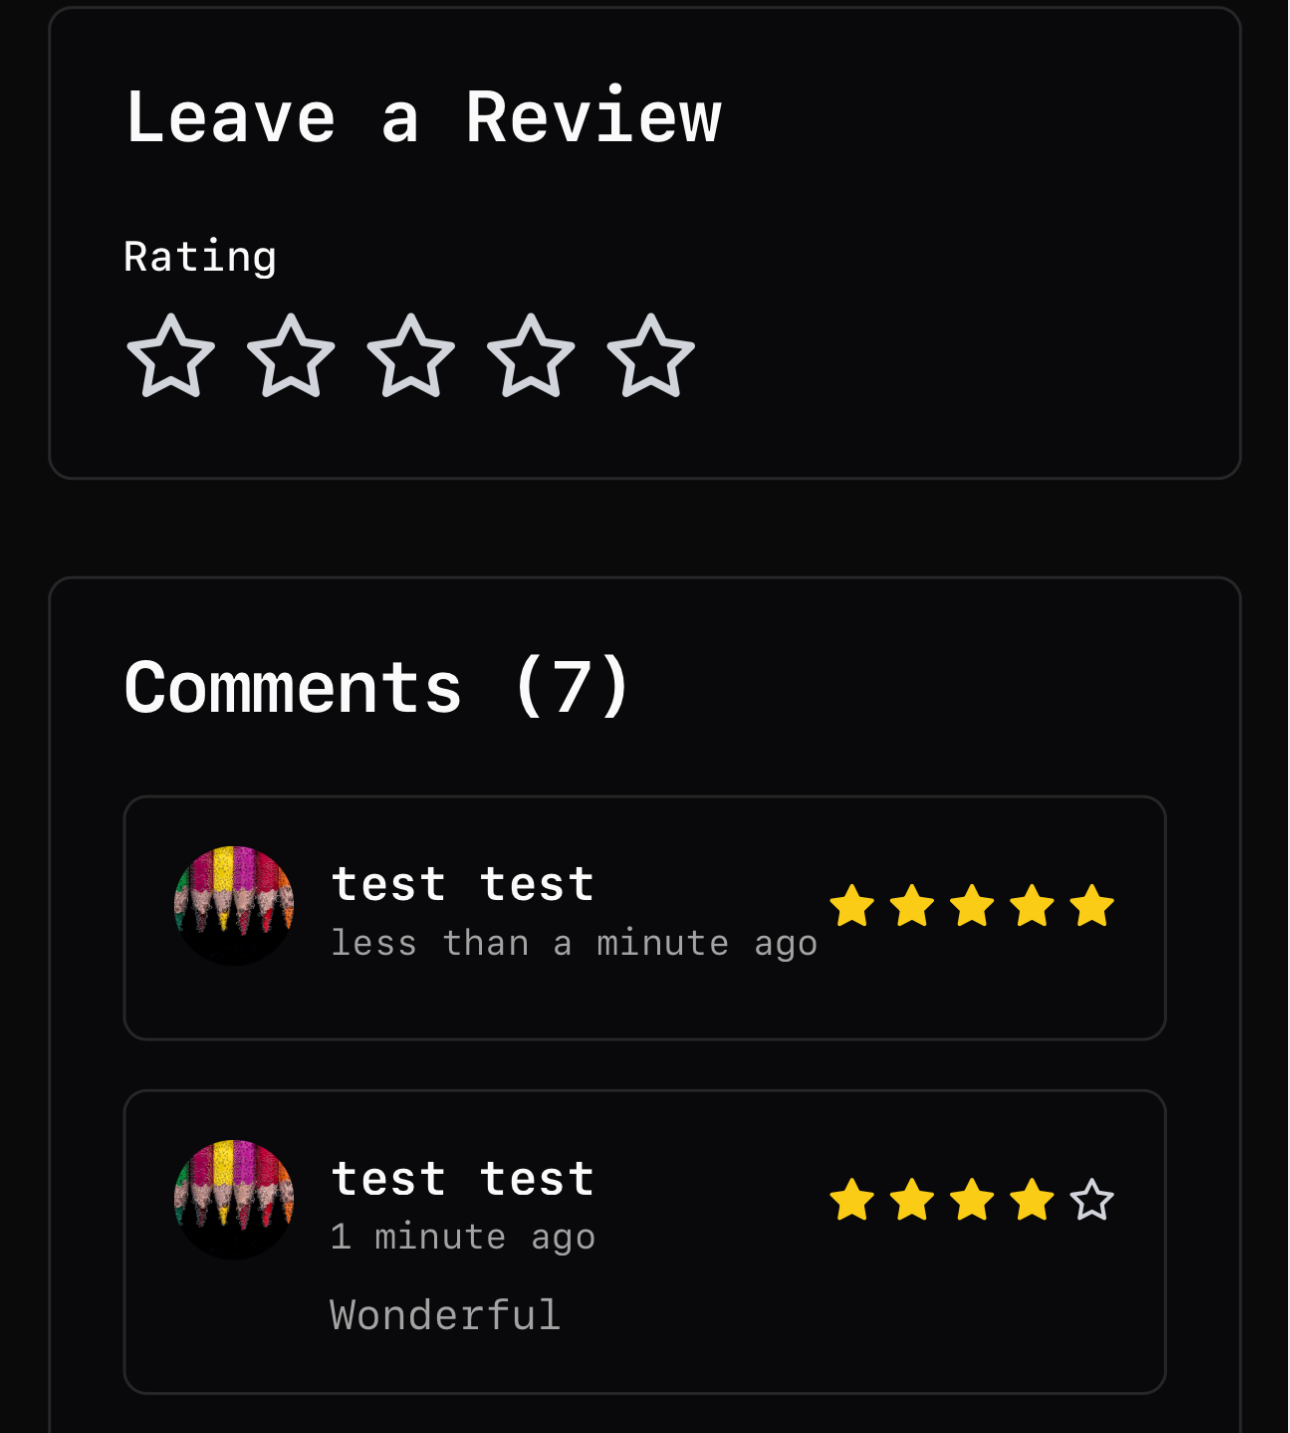 Leave a Review
Rating
Comments (7)
test test
less than a minute ago
test test
1 minute ago
Wonderful